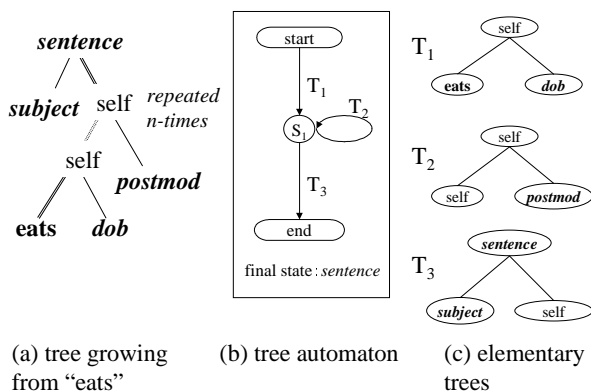 sentence
subject
self
repeated
n-times
self
postmod
eats
dob
(a) tree growing
from “eats”
start
T1
T2
S1
T3
end
final state : sentence
(b) tree automaton
T1
self
eats
dob
T2
self
self
postmod
T3
sentence
subject
self
(c) elementary
trees